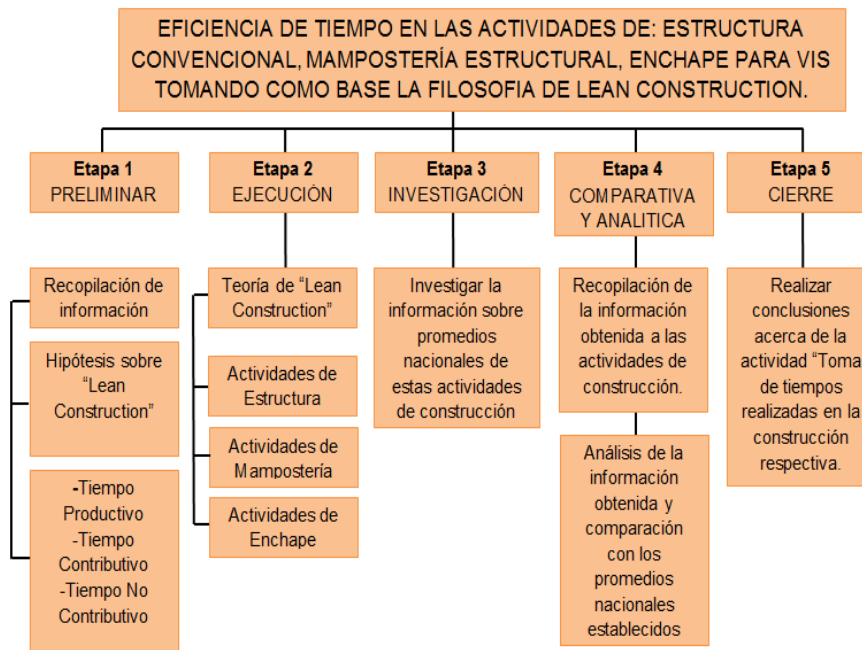 EFICIENCIA DE TIEMPO EN LAS ACTIVIDADES DE: ESTRUCTURA
CONVENCIONAL, MAMPOSTERÍA ESTRUCTURAL, ENCHAPE PARA VIS
TOMANDO COMO BASE LA FILOSOFIA DE LEAN CONSTRUCTION.
Etapa 1
PRELIMINAR
Etapa 2
EJECUCIÓN
Etapa 3
INVESTIGACIÓN
Etapa 4
COMPARATIVA
Y ANALITICA
Etapa 5
CIERRE
Recopilación de
información
Hipótesis sobre
“Lean
Construction”
-Tiempo
Productivo
-Tiempo
Contributivo
-Tiempo No
Contributivo
Teoría de “Lean
Construction”
Actividades de
Estructura
Actividades de
Mampostería
Actividades de
Enchape
Investigar la
información sobre
promedios
nacionales de
estas actividades
de construcción
Recopilación de
la información
obtenida a las
actividades de
construcción.
Análisis de la
información
obtenida y
comparación
con los
promedios
nacionales
establecidos
Realizar
conclusiones
acerca de la
actividad “Toma
de tiempos
realizadas en la
construcción
respectiva.